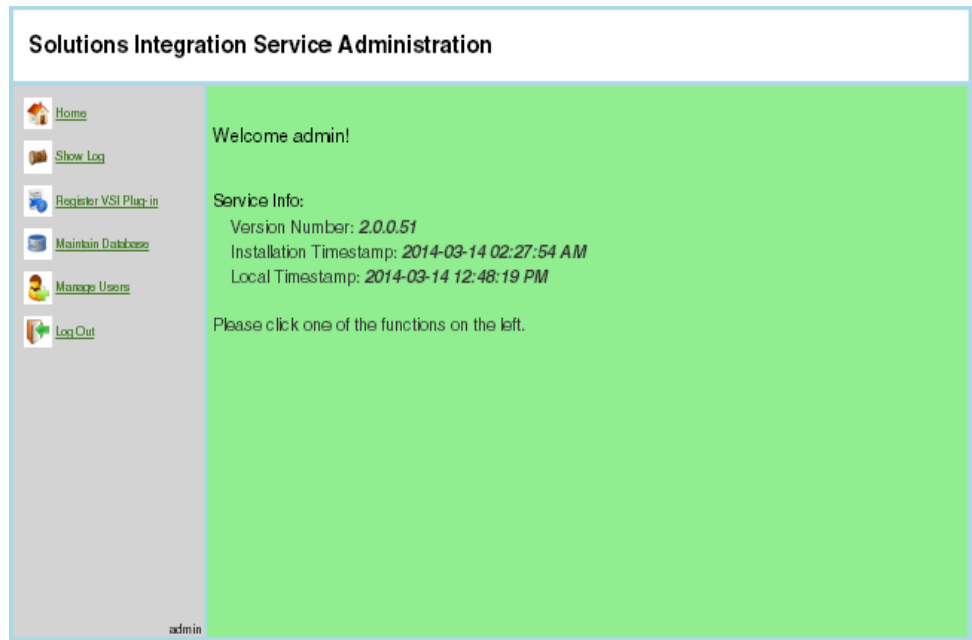 Solutions Integration Service Administration
Home
Show Log
Register VSI Plug-in
Maintain Database
Manage Users
Log Out
admin
Welcome admin!
Service Info:
Version Number: 2.0.0.51
Installation Timestamp: 2014-03-14 02:27:54 AM
Local Timestamp: 2014-03-14 12:48:19 PM
Please click one of the functions on the left.